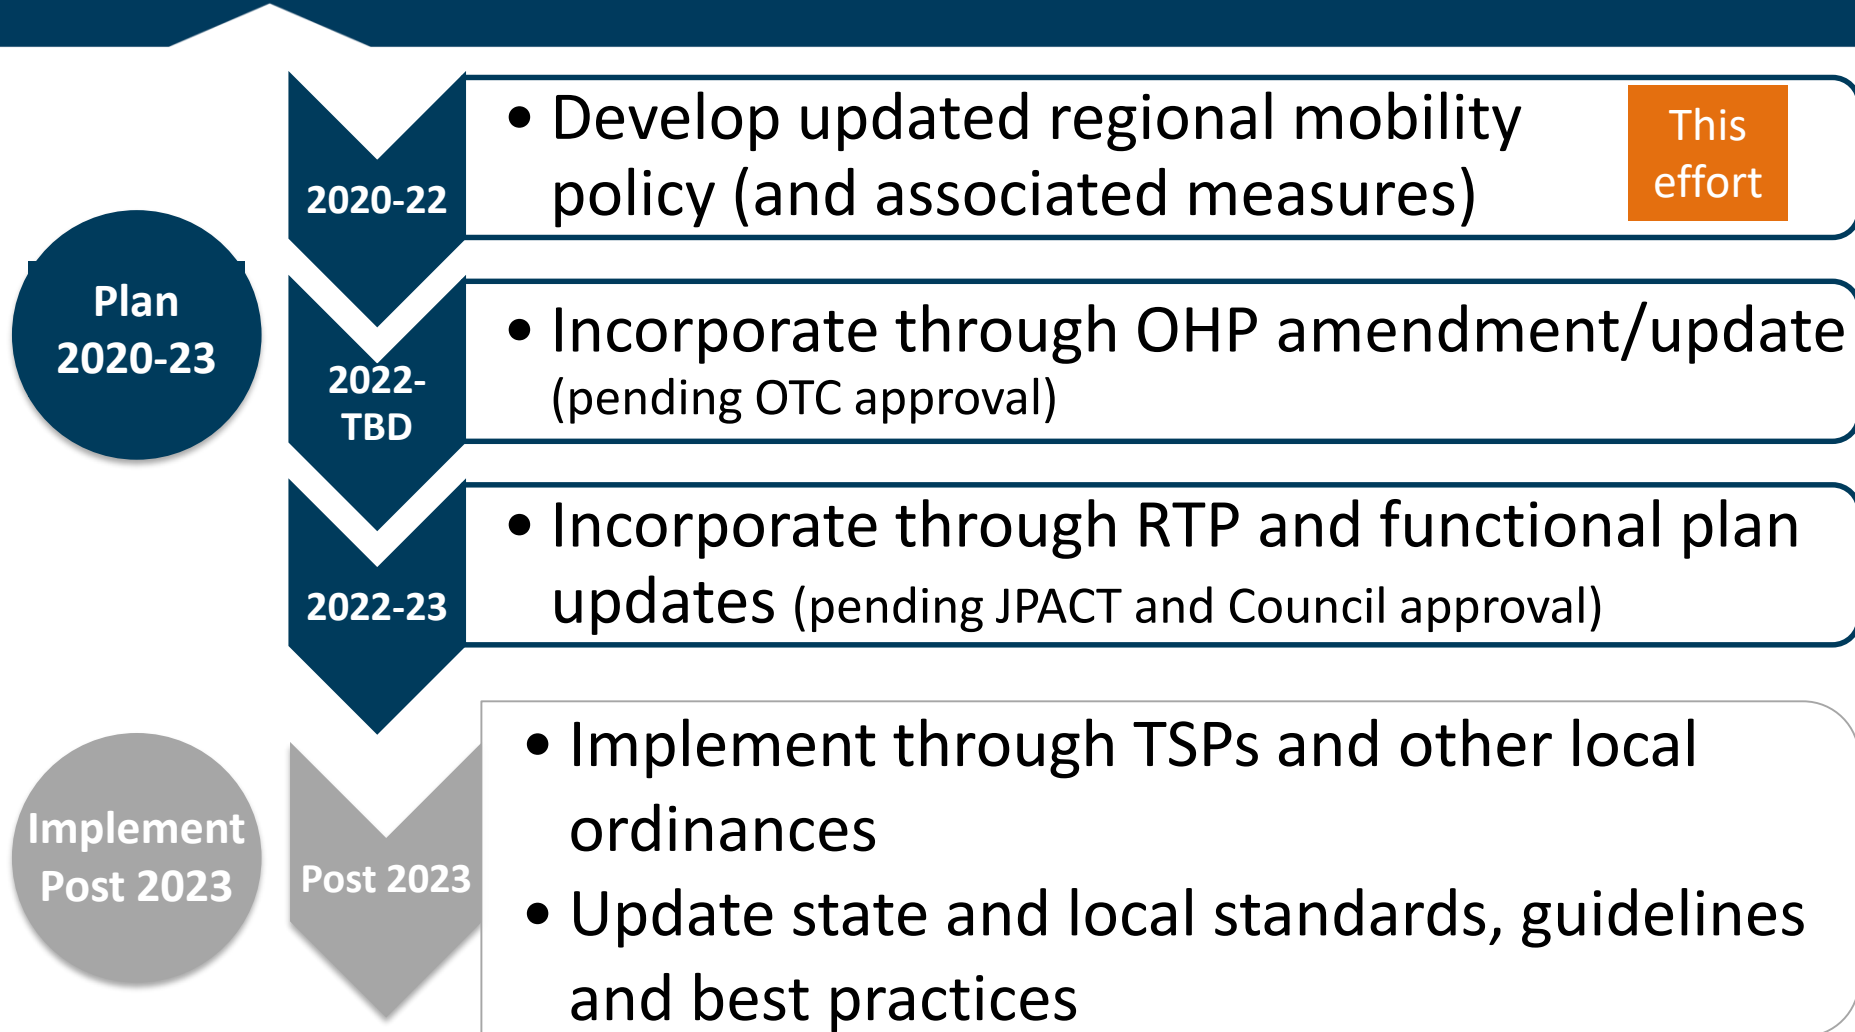 Plan
2020-23
2020-22
• Develop updated regional mobility
policy (and associated measures)
This
effort
2022-
TBD
• Incorporate through OHP amendment/update
(pending OTC approval)
2022-23
• Incorporate through RTP and functional plan
updates (pending JPACT and Council approval)
Implement
Post 2023
Post 2023
• Implement through TSPs and other local
ordinances
• Update state and local standards, guidelines
and best practices